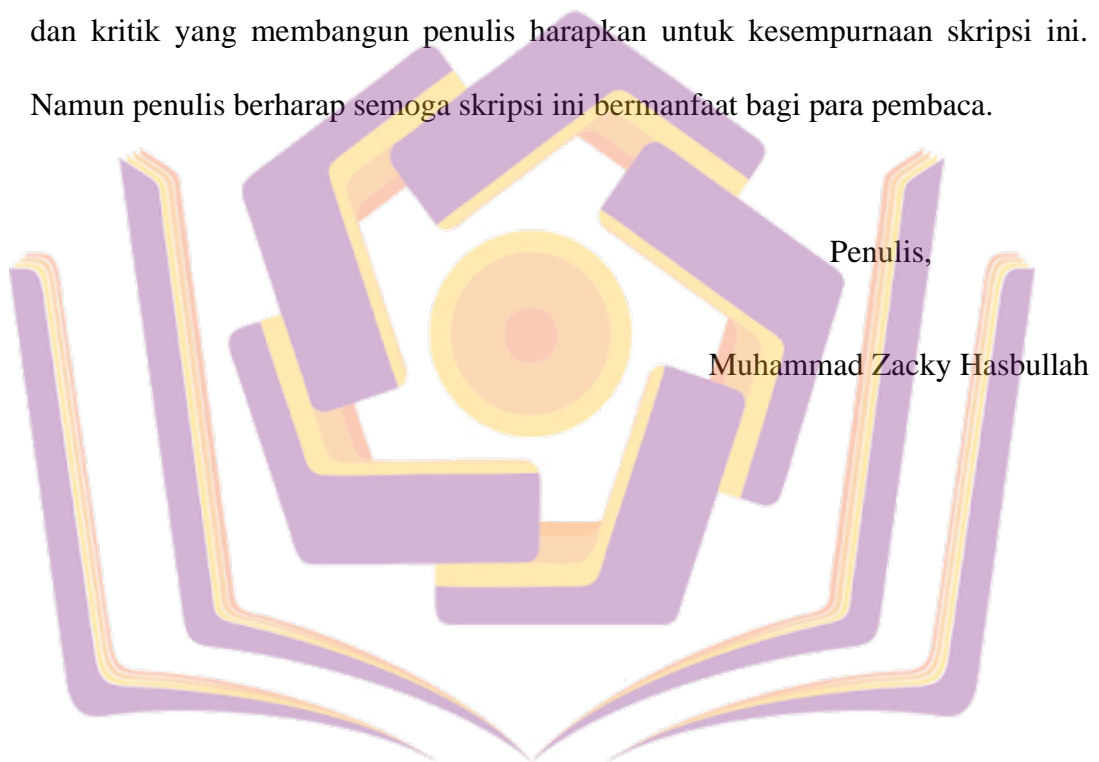 dan kritik yang membangun penulis harapkan untuk kesempurnaan skripsi ini.
Namun penulis berharap semoga skripsi ini bermanfaat bagi para pembaca.
Penulis,
Muhammad Zacky Hasbullah